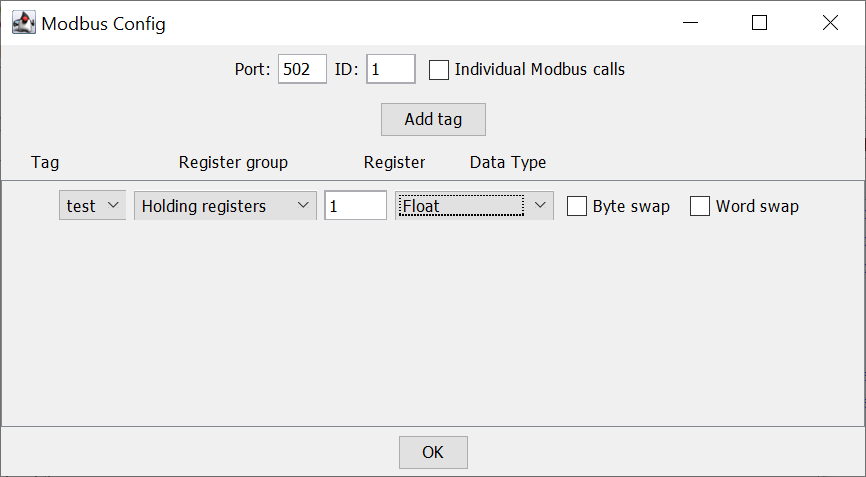 Modbus Config
Port: 502 ID: 1 Individual Modbus calls
Add tag
Tag Register group Register Data Type
test Holding registers 1 Float Byte swap Word swap
OK